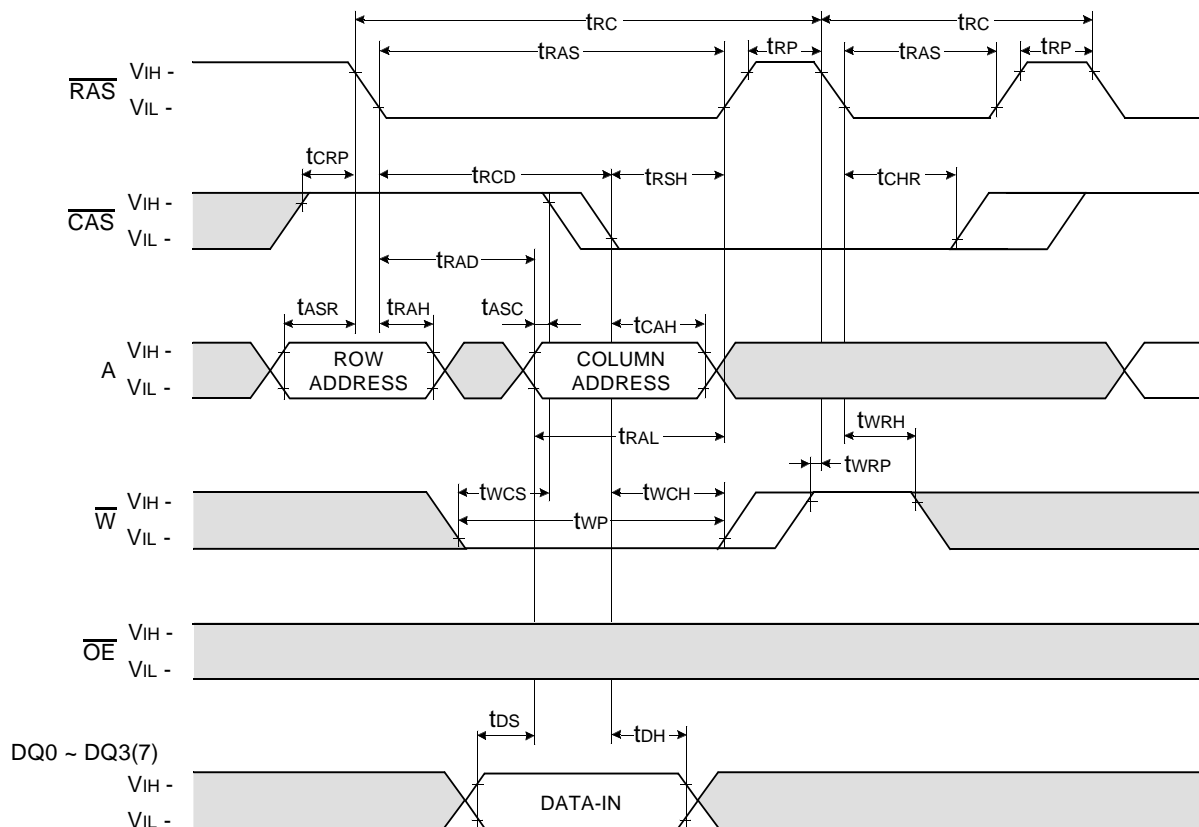 tRC tRC
tRAS tRP tRAS tRP
RAS VIH -
VIL -
tCRP tRCD tRSH tCHR
CAS VIH -
VIL -
tRAD
tASR tRAH tASC tCAH
A VIH -
VIL -
ROW
ADDRESS
COLUMN
ADDRESS
tRAL tWRH
tWRP
tWCS tWCH
tWP
W VIH -
VIL -
OE VIH -
VIL -
tDS tDH
DQ0 ~ DQ3(7)
VIH -
VIL -
DATA-IN